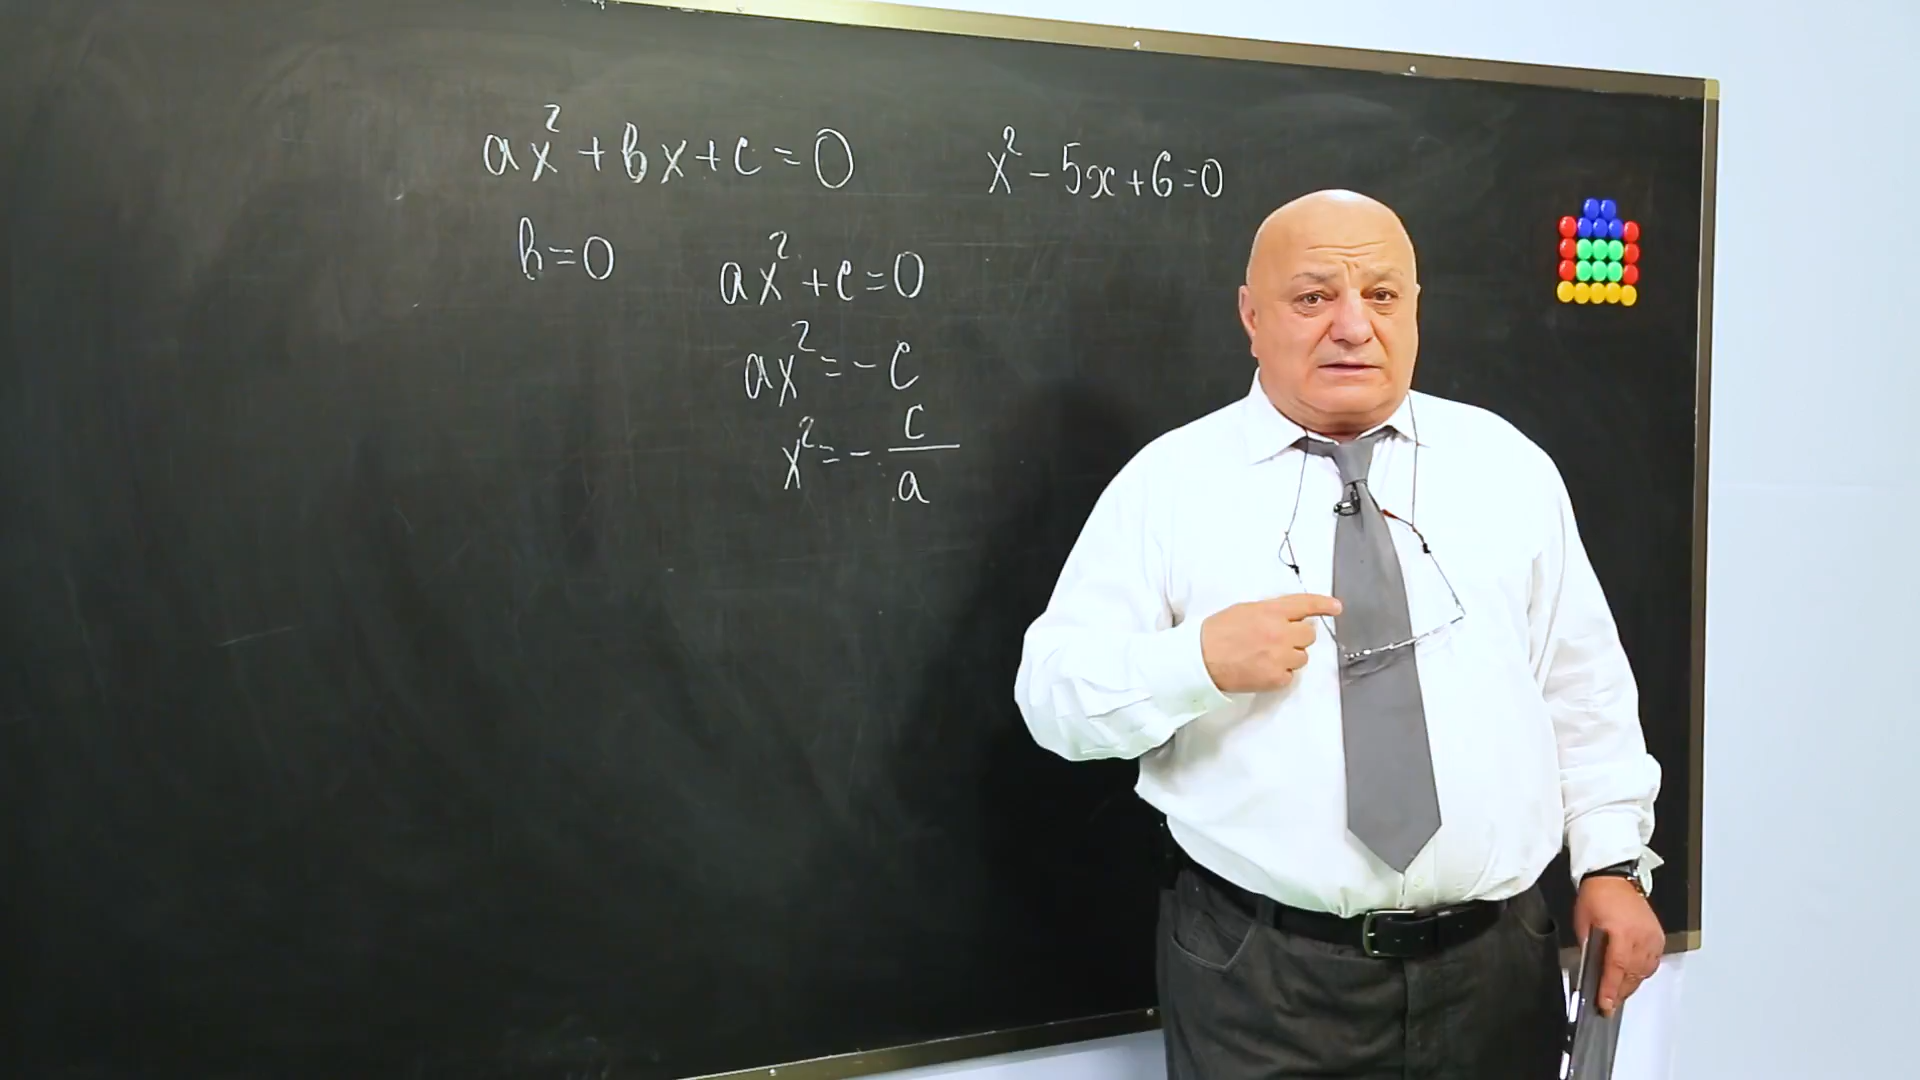 ax² + bx + c = 0
x² - 5x + 6 = 0
b = 0
ax² + c = 0
ax² = - c
x² = - c/a